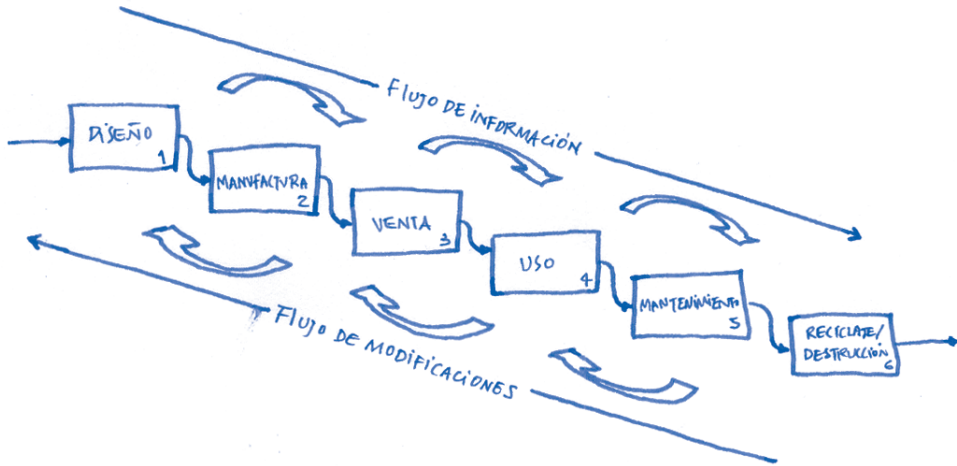 Flujo DE iNFORMACIÓN
DiSEÑO
1
MANUFACTURA
2
VENTA
3
USO
4
MANTENIMIENTO
5
RECICLAJE/
DESTRUCCIÓN
6
Flujo DE MODiFiCACiONES